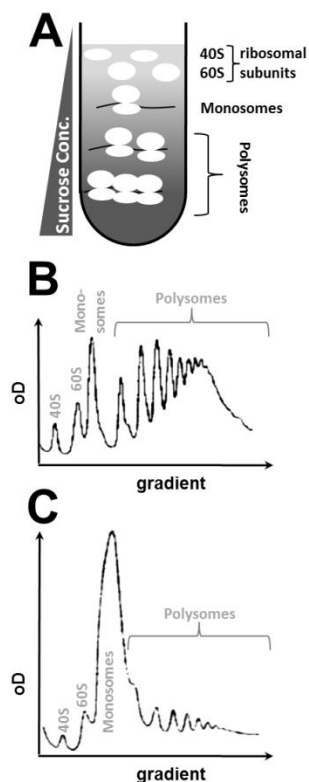 A
40S
60S
ribosomal
subunits
Monosomes
Polysomes
Sucrose Conc.
B
oD
40S
60S
Mono-
somes
Polysomes
gradient
C
oD
40S
60S
Monosomes
Polysomes
gradient